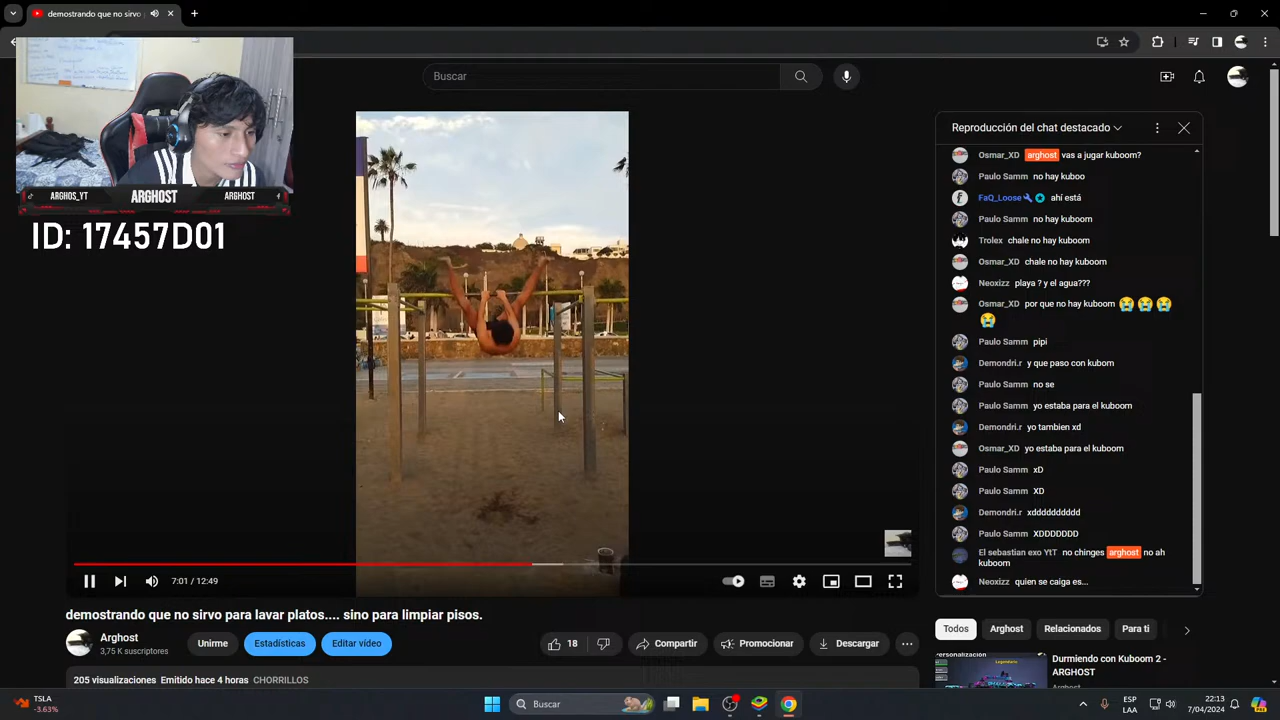 demostrando que no sirvo
Buscar
ARGHOS_YT
ARGHOST
ARGHOST
ID: 17457D01
Reproducción del chat destacado
Osmar_XD arghost vas a jugar kuboom?
Paulo Samm no hay kuboo
FaQ_Loose ahí está
Paulo Samm no hay kuboom
Trolex chale no hay kuboom
Osmar_XD chale no hay kuboom
Neoxizz playa ? y el agua???
Osmar_XD por que no hay kuboom 😭😭😭
😭
Paulo Samm pipi
Demondri.r y que paso con kuboom
Paulo Samm no se
Paulo Samm yo estaba para el kuboom
Demondri.r yo tambien xd
Osmar_XD yo estaba para el kuboom
Paulo Samm xD
Paulo Samm XD
Demondri.r xdddddddddd
Paulo Samm XDDDDDDD
El sebastian exo YtT no chinges arghost no ah
kuboom
Neoxizz quien se caiga es...
7:01 / 12:49
demostrando que no sirvo para lavar platos.... sino para limpiar pisos.
Arghost
3,75 K suscriptores
Unirme
Estadísticas
Editar vídeo
18
Compartir
Promocionar
Descargar
205 visualizaciones Emitido hace 4 horas CHORRILLOS
Todos
Arghost
Relacionados
Para ti
Durmiendo con Kuboom 2 -
ARGHOST
TSLA
-3.63%
Buscar
ESP
LAA
22:13
7/04/2024